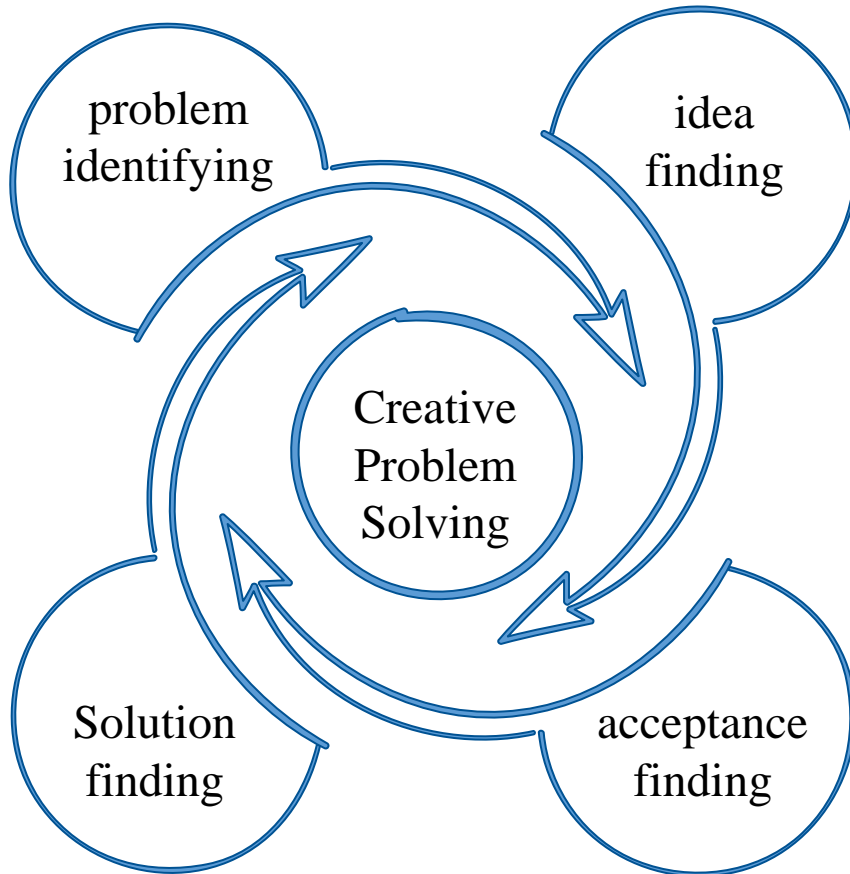 problem
identifying
idea
finding
Creative
Problem
Solving
Solution
finding
acceptance
finding